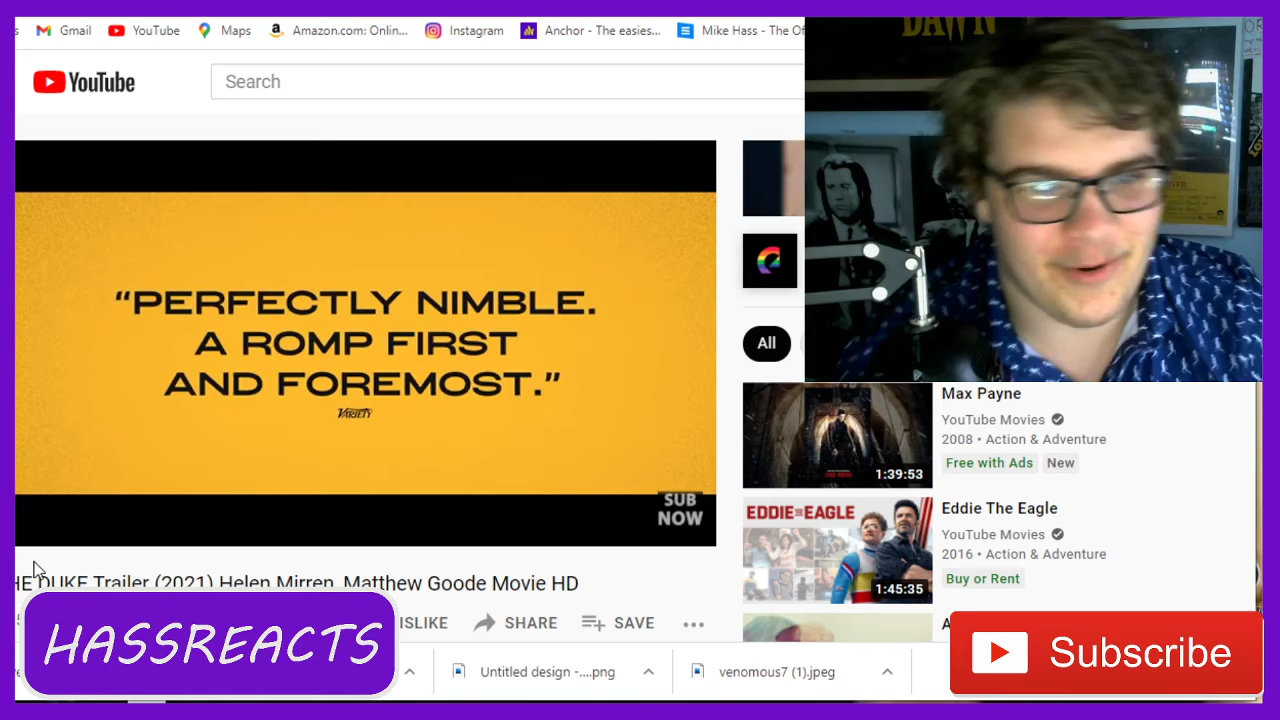 Gmail
YouTube
Maps
Amazon.com: Onlin...
Instagram
Anchor - The easies...
Mike Hass - The Of
DAWN
YouTube
Search
"PERFECTLY NIMBLE.
A ROMP FIRST
AND FOREMOST."
VARIETY
SUB
NOW
All
Max Payne
YouTube Movies
2008 • Action & Adventure
Free with Ads
New
1:39:53
EDDIE THE EAGLE
Eddie The Eagle
YouTube Movies
2016 • Action & Adventure
Buy or Rent
1:45:35
HE DUKE Trailer (2021) Helen Mirren, Matthew Goode Movie HD
ISLIKE
SHARE
SAVE
HASSREACTS
Untitled design -....png
venomous7 (1).jpeg
Subscribe